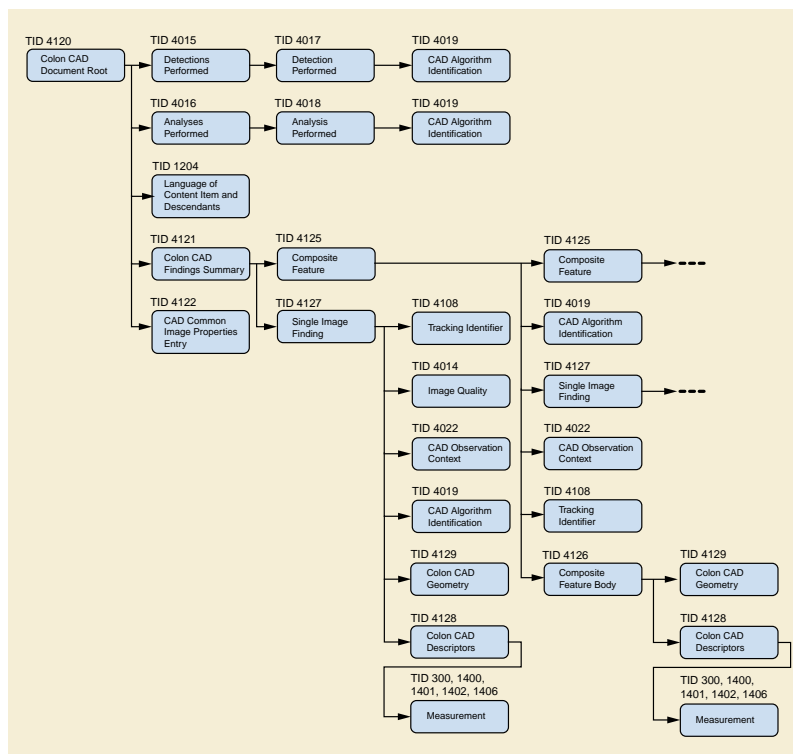 TID 4120
Colon CAD
Document Root
TID 4015
Detections
Performed
TID 4017
Detection
Performed
TID 4019
CAD Algorithm
Identification
TID 4016
Analyses
Performed
TID 4018
Analysis
Performed
TID 4019
CAD Algorithm
Identification
TID 1204
Language of
Content Item and
Descendants
TID 4121
Colon CAD
Findings Summary
TID 4125
Composite
Feature
TID 4125
Composite
Feature
TID 4122
CAD Common
Image Properties
Entry
TID 4127
Single Image
Finding
TID 4108
Tracking Identifier
TID 4014
Image Quality
TID 4022
CAD Observation
Context
TID 4019
CAD Algorithm
Identification
TID 4129
Colon CAD
Geometry
TID 4128
Colon CAD
Descriptors
TID 300, 1400,
1401, 1402, 1406
Measurement
TID 4019
CAD Algorithm
Identification
TID 4127
Single Image
Finding
TID 4022
CAD Observation
Context
TID 4108
Tracking
Identifier
TID 4126
Composite
Feature Body
TID 4129
Colon CAD
Geometry
TID 4128
Colon CAD
Descriptors
TID 300, 1400,
1401, 1402, 1406
Measurement